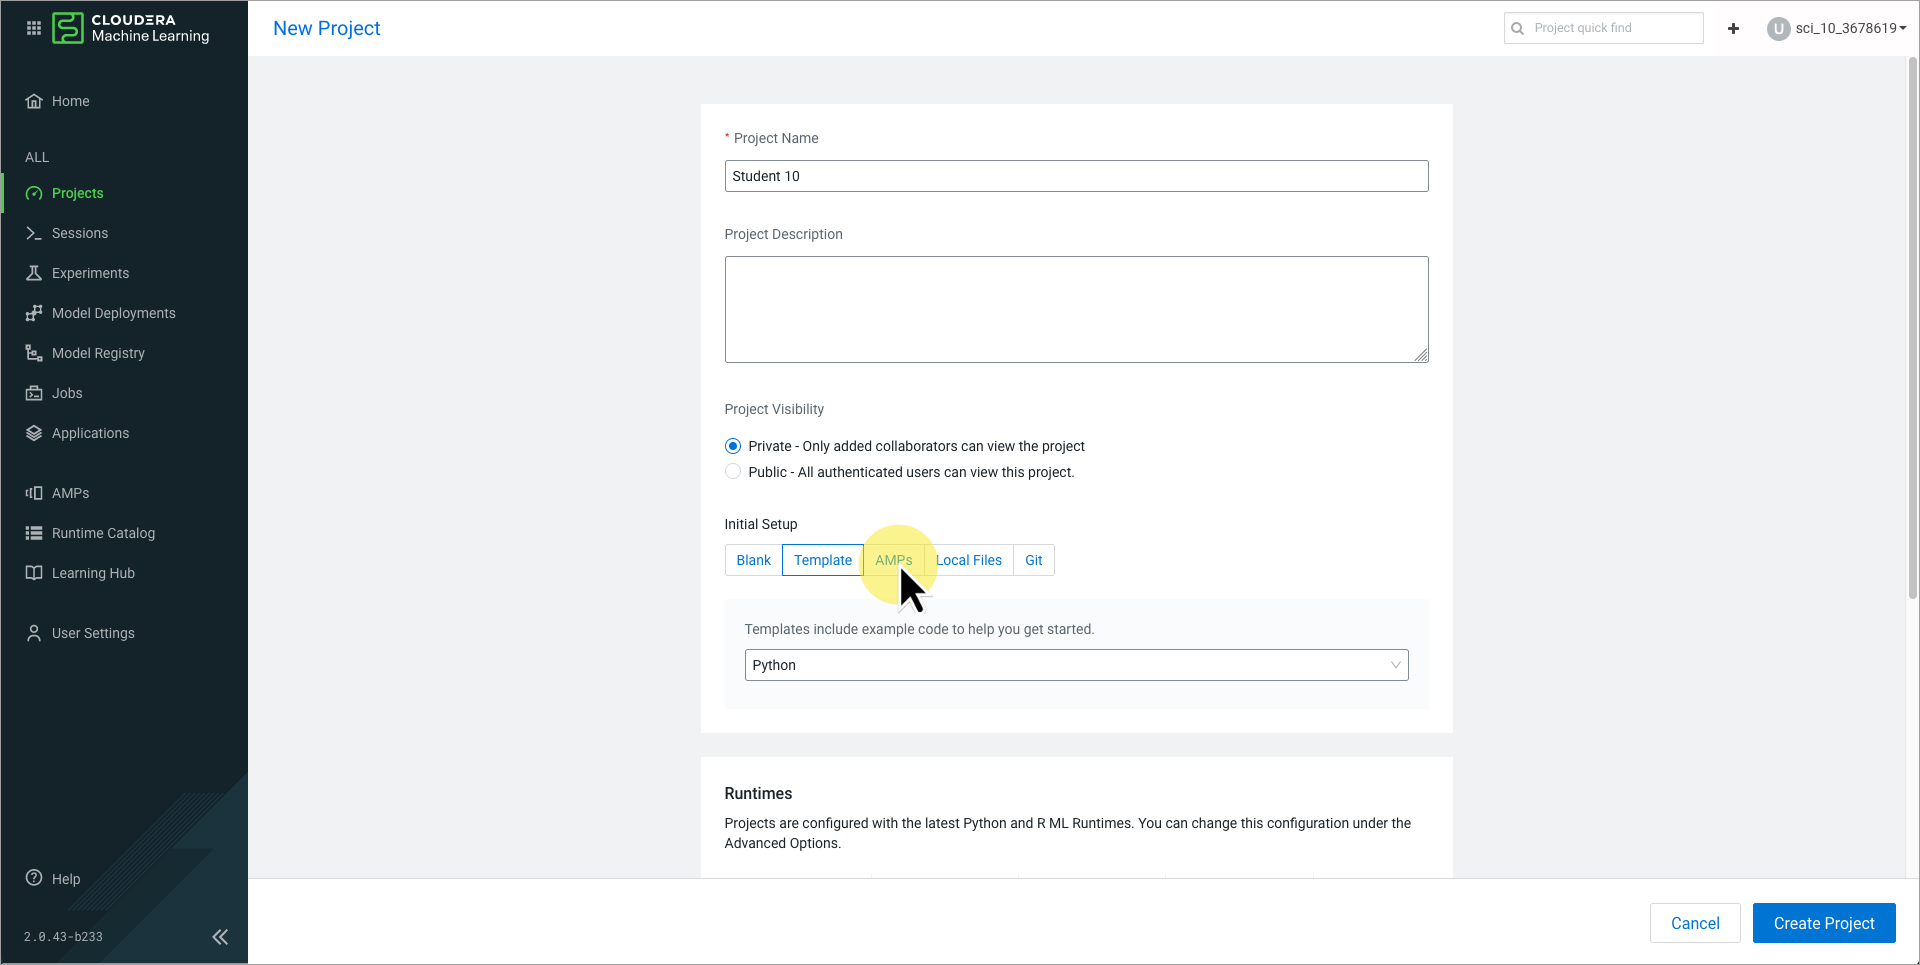 CLOUDERA
Machine Learning
New Project
Project quick find
U
sci_10_3678619
Home
ALL
Projects
Sessions
Experiments
Model Deployments
Model Registry
Jobs
Applications
AMPs
Runtime Catalog
Learning Hub
User Settings
Help
2.0.43-b233
* Project Name
Student 10
Project Description
Project Visibility
Private - Only added collaborators can view the project
Public - All authenticated users can view this project.
Initial Setup
Blank Template AMPs Local Files Git
Templates include example code to help you get started.
Python
Runtimes
Projects are configured with the latest Python and R ML Runtimes. You can change this configuration under the
Advanced Options.
Cancel Create Project